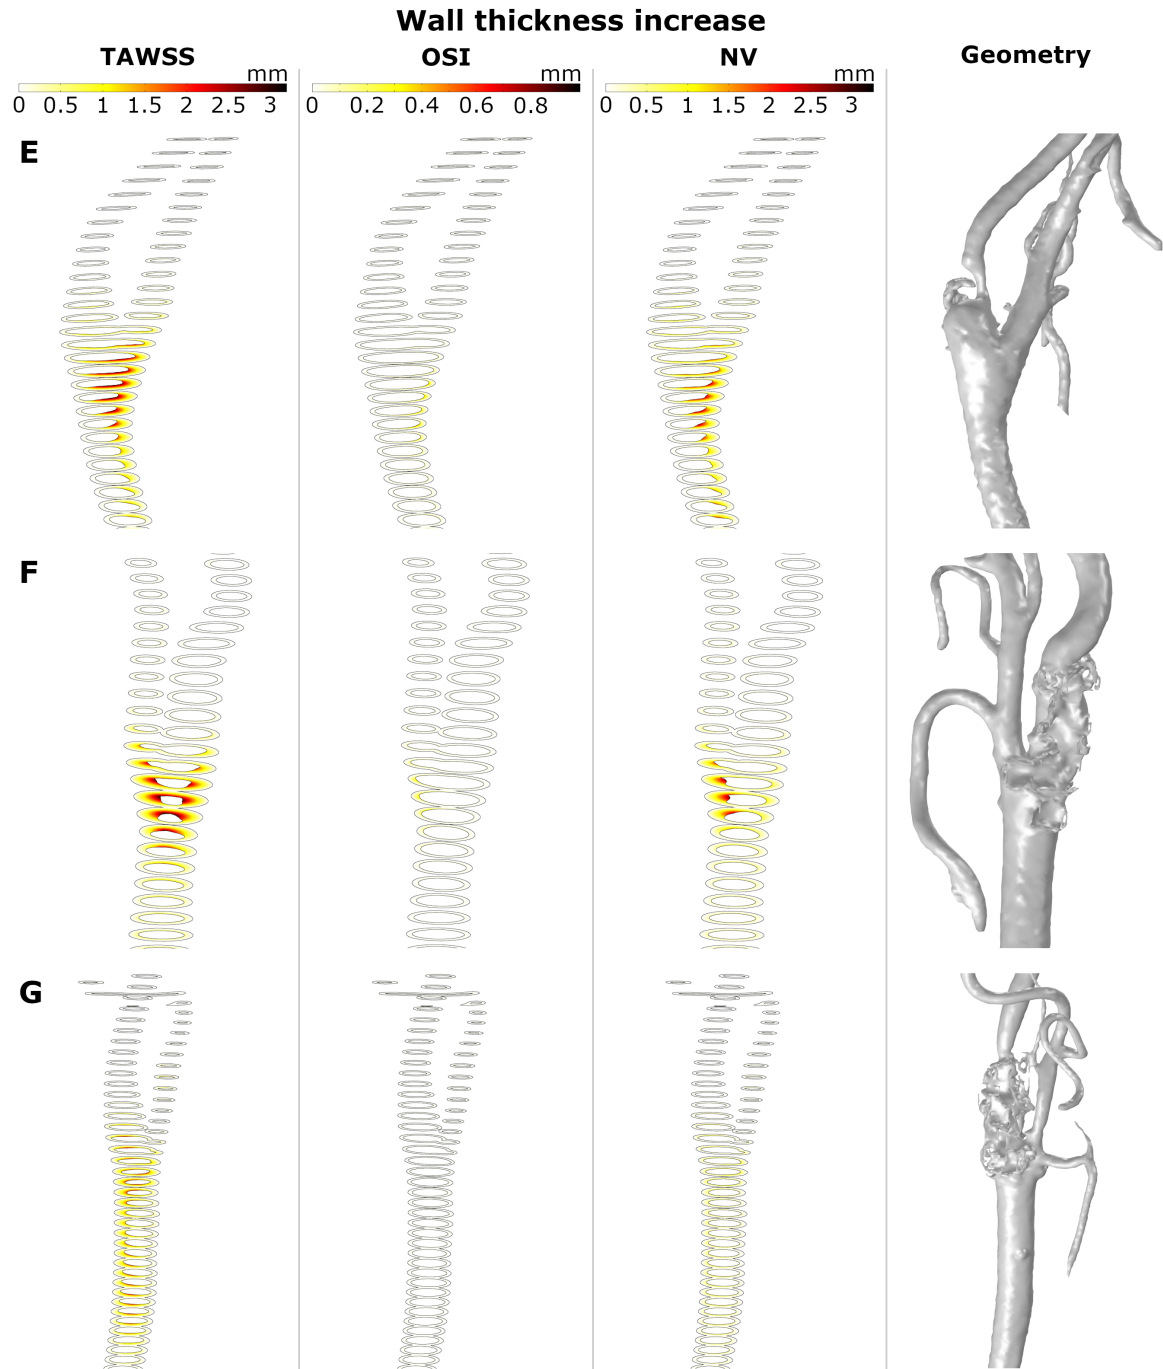 Wall thickness increase
TAWSS OSI NV Geometry
mm mm mm
0 0.5 1 1.5 2 2.5 3 0 0.2 0.4 0.6 0.8 0 0.5 1 1.5 2 2.5 3
E
F
G